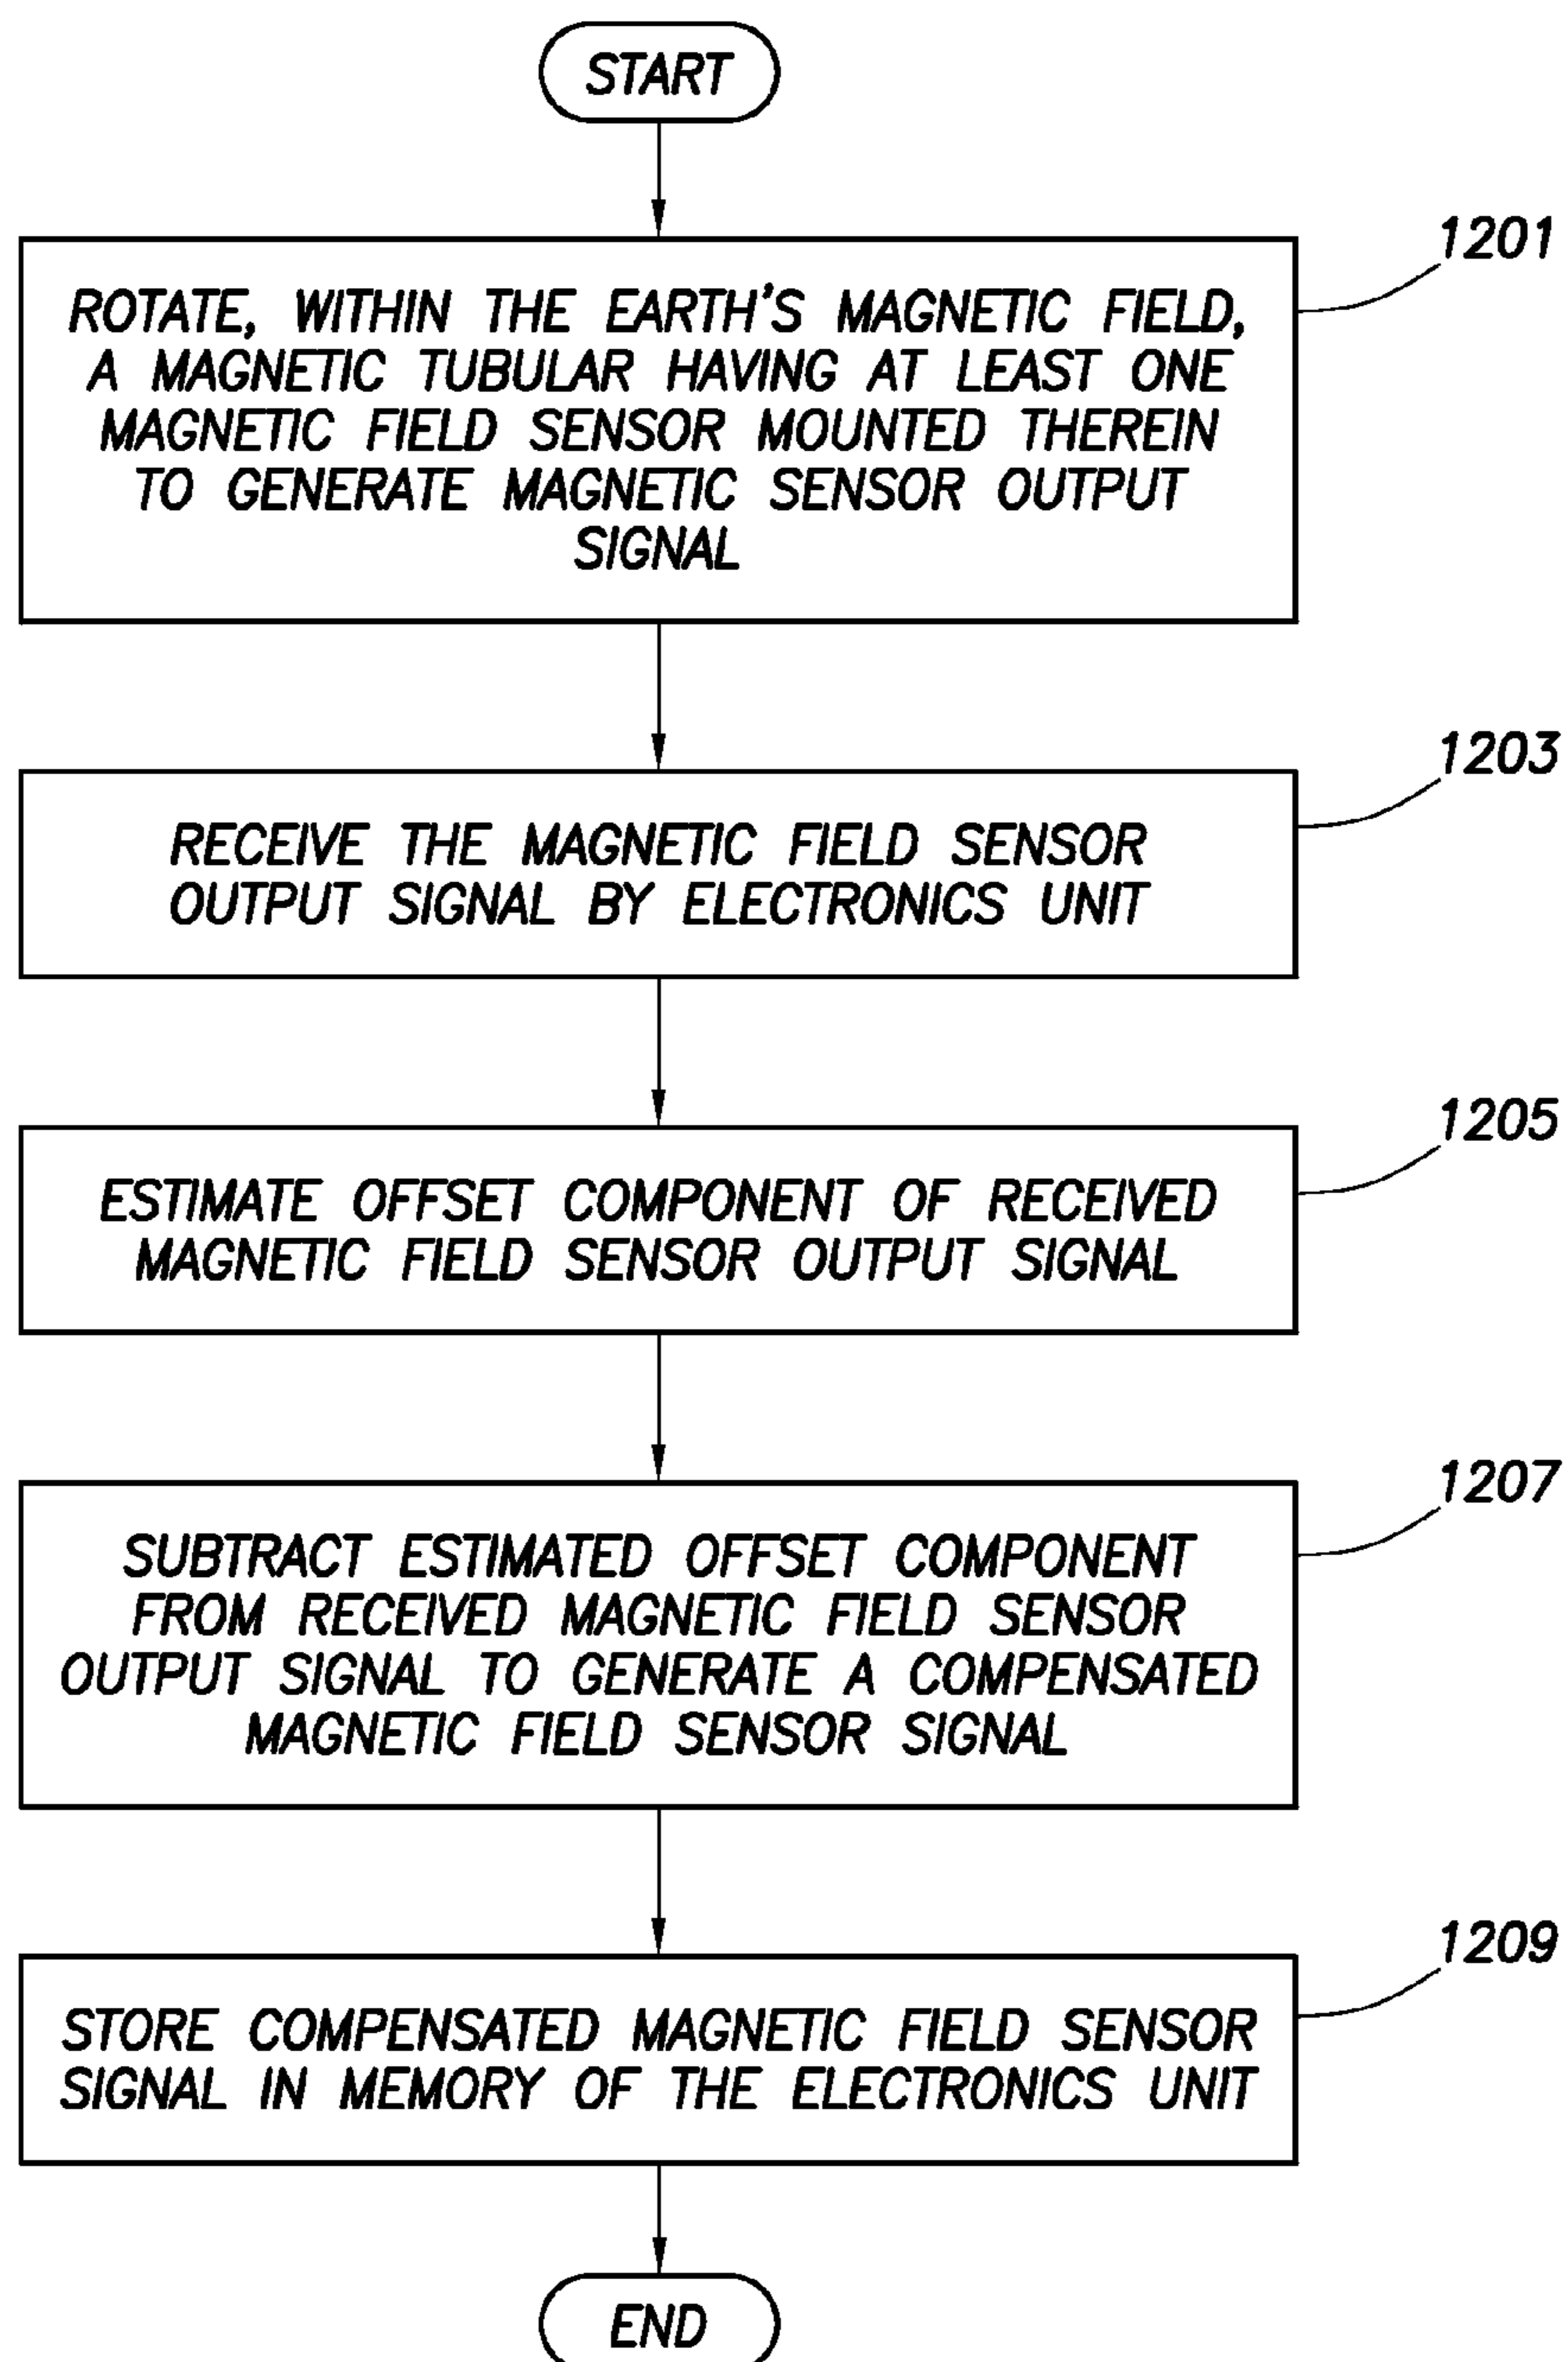 START
1201
ROTATE, WITHIN THE EARTH'S MAGNETIC FIELD,
A MAGNETIC TUBULAR HAVING AT LEAST ONE
MAGNETIC FIELD SENSOR MOUNTED THEREIN
TO GENERATE MAGNETIC SENSOR OUTPUT
SIGNAL
1203
RECEIVE THE MAGNETIC FIELD SENSOR
OUTPUT SIGNAL BY ELECTRONICS UNIT
1205
ESTIMATE OFFSET COMPONENT OF RECEIVED
MAGNETIC FIELD SENSOR OUTPUT SIGNAL
1207
SUBTRACT ESTIMATED OFFSET COMPONENT
FROM RECEIVED MAGNETIC FIELD SENSOR
OUTPUT SIGNAL TO GENERATE A COMPENSATED
MAGNETIC FIELD SENSOR SIGNAL
1209
STORE COMPENSATED MAGNETIC FIELD SENSOR
SIGNAL IN MEMORY OF THE ELECTRONICS UNIT
END